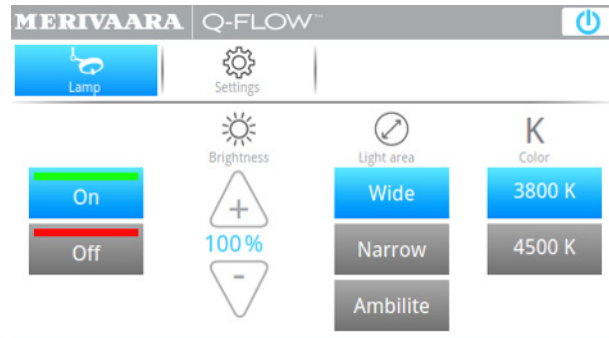 MERIVAARA Q-FLOW™
Lamp Settings
Brightness Light area K Color
On + Wide 3800 K
Off 100% Narrow 4500 K
- Ambilite